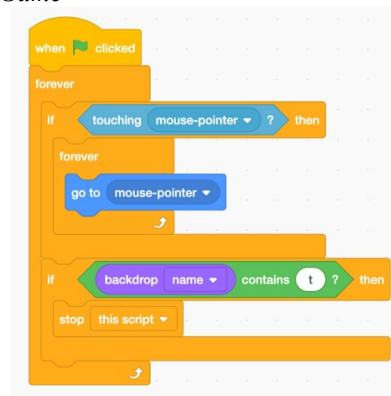 Game
when clicked
forever
if touching mouse-pointer ? then
forever
go to mouse-pointer
if backdrop name contains t ? then
stop this script